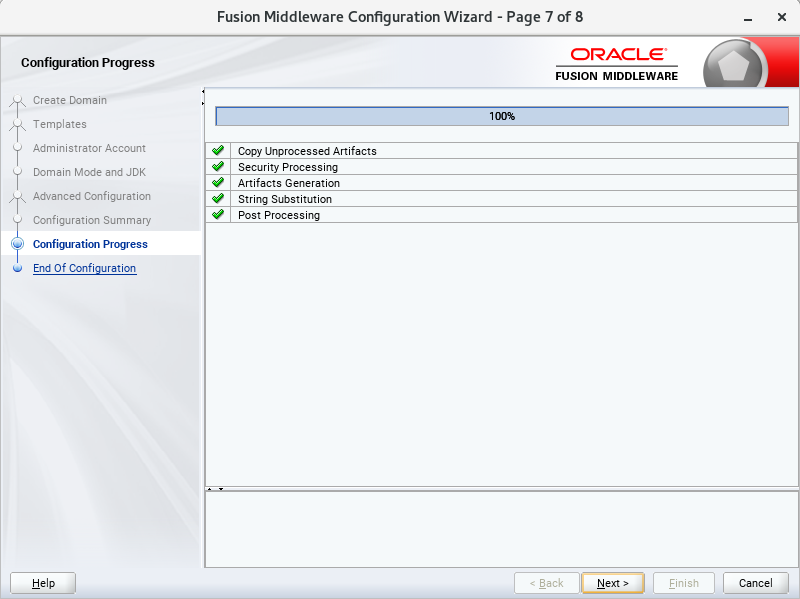 Fusion Middleware Configuration Wizard - Page 7 of 8
Configuration Progress
ORACLE
FUSION MIDDLEWARE
Create Domain
Templates
Administrator Account
Domain Mode and JDK
Advanced Configuration
Configuration Summary
Configuration Progress
End Of Configuration
100%
Copy Unprocessed Artifacts
Security Processing
Artifacts Generation
String Substitution
Post Processing
Help
< Back
Next >
Finish
Cancel